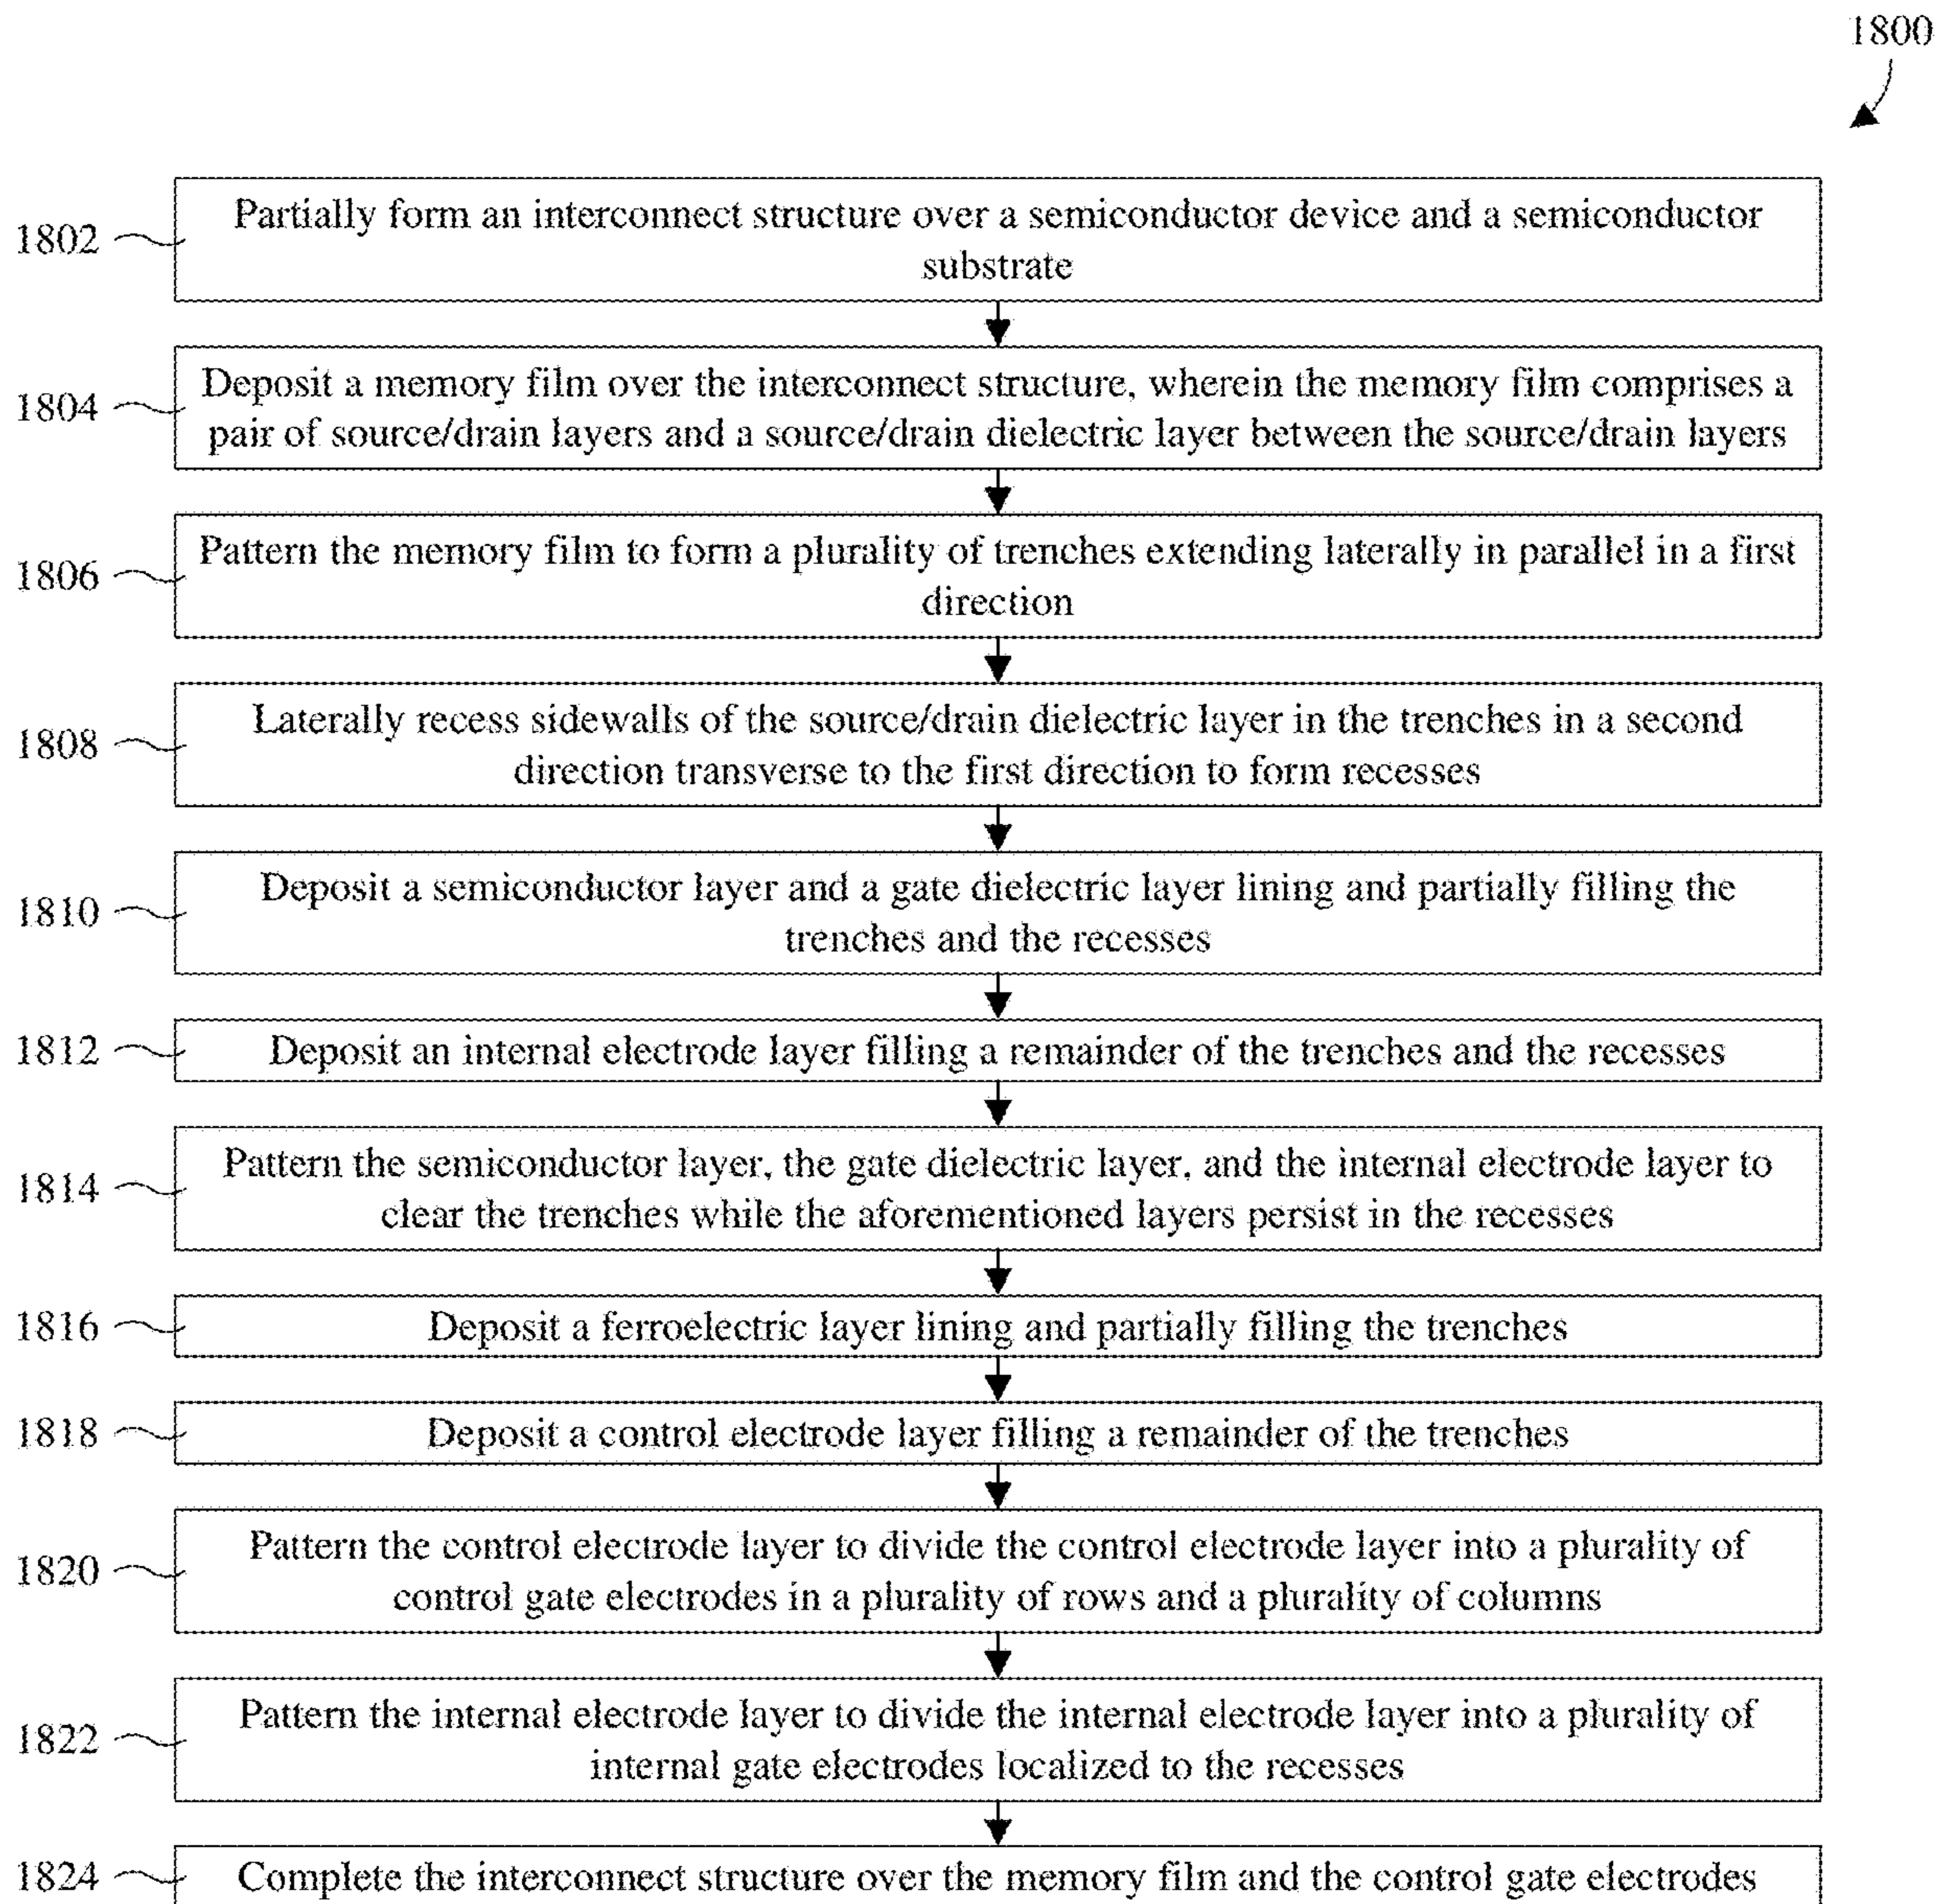 1800
1802
Partially form an interconnect structure over a semiconductor device and a semiconductor
substrate
1804
Deposit a memory film over the interconnect structure, wherein the memory film comprises a
pair of source/drain layers and a source/drain dielectric layer between the source/drain layers
1806
Pattern the memory film to form a plurality of trenches extending laterally in parallel in a first
direction
1808
Laterally recess sidewalls of the source/drain dielectric layer in the trenches in a second
direction transverse to the first direction to form recesses
1810
Deposit a semiconductor layer and a gate dielectric layer lining and partially filling the
trenches and the recesses
1812
Deposit an internal electrode layer filling a remainder of the trenches and the recesses
1814
Pattern the semiconductor layer, the gate dielectric layer, and the internal electrode layer to
clear the trenches while the aforementioned layers persist in the recesses
1816
Deposit a ferroelectric layer lining and partially filling the trenches
1818
Deposit a control electrode layer filling a remainder of the trenches
1820
Pattern the control electrode layer to divide the control electrode layer into a plurality of
control gate electrodes in a plurality of rows and a plurality of columns
1822
Pattern the internal electrode layer to divide the internal electrode layer into a plurality of
internal gate electrodes localized to the recesses
1824
Complete the interconnect structure over the memory film and the control gate electrodes